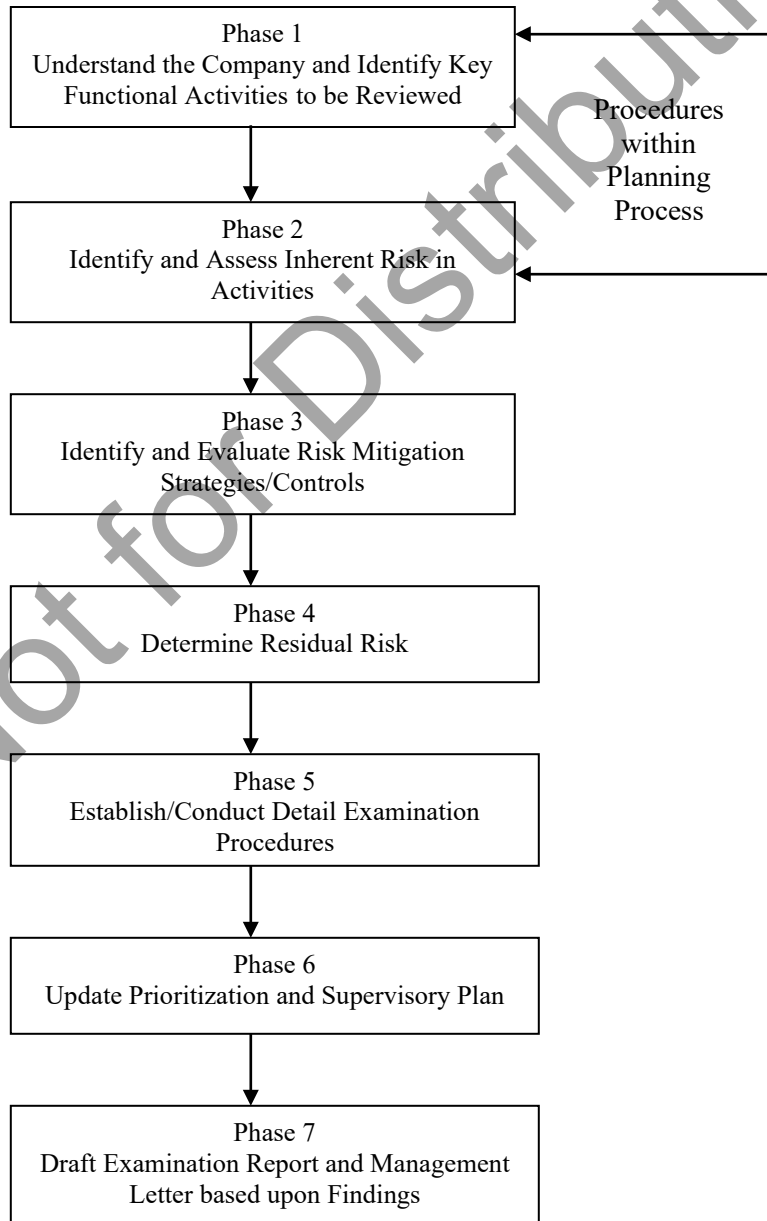 Phase 1
Understand the Company and Identify Key
Functional Activities to be Reviewed
Procedures
within
Planning
Process
Phase 2
Identify and Assess Inherent Risk in
Activities
Phase 3
Identify and Evaluate Risk Mitigation
Strategies/Controls
Phase 4
Determine Residual Risk
Phase 5
Establish/Conduct Detail Examination
Procedures
Phase 6
Update Prioritization and Supervisory Plan
Phase 7
Draft Examination Report and Management
Letter based upon Findings
Not for Distributi